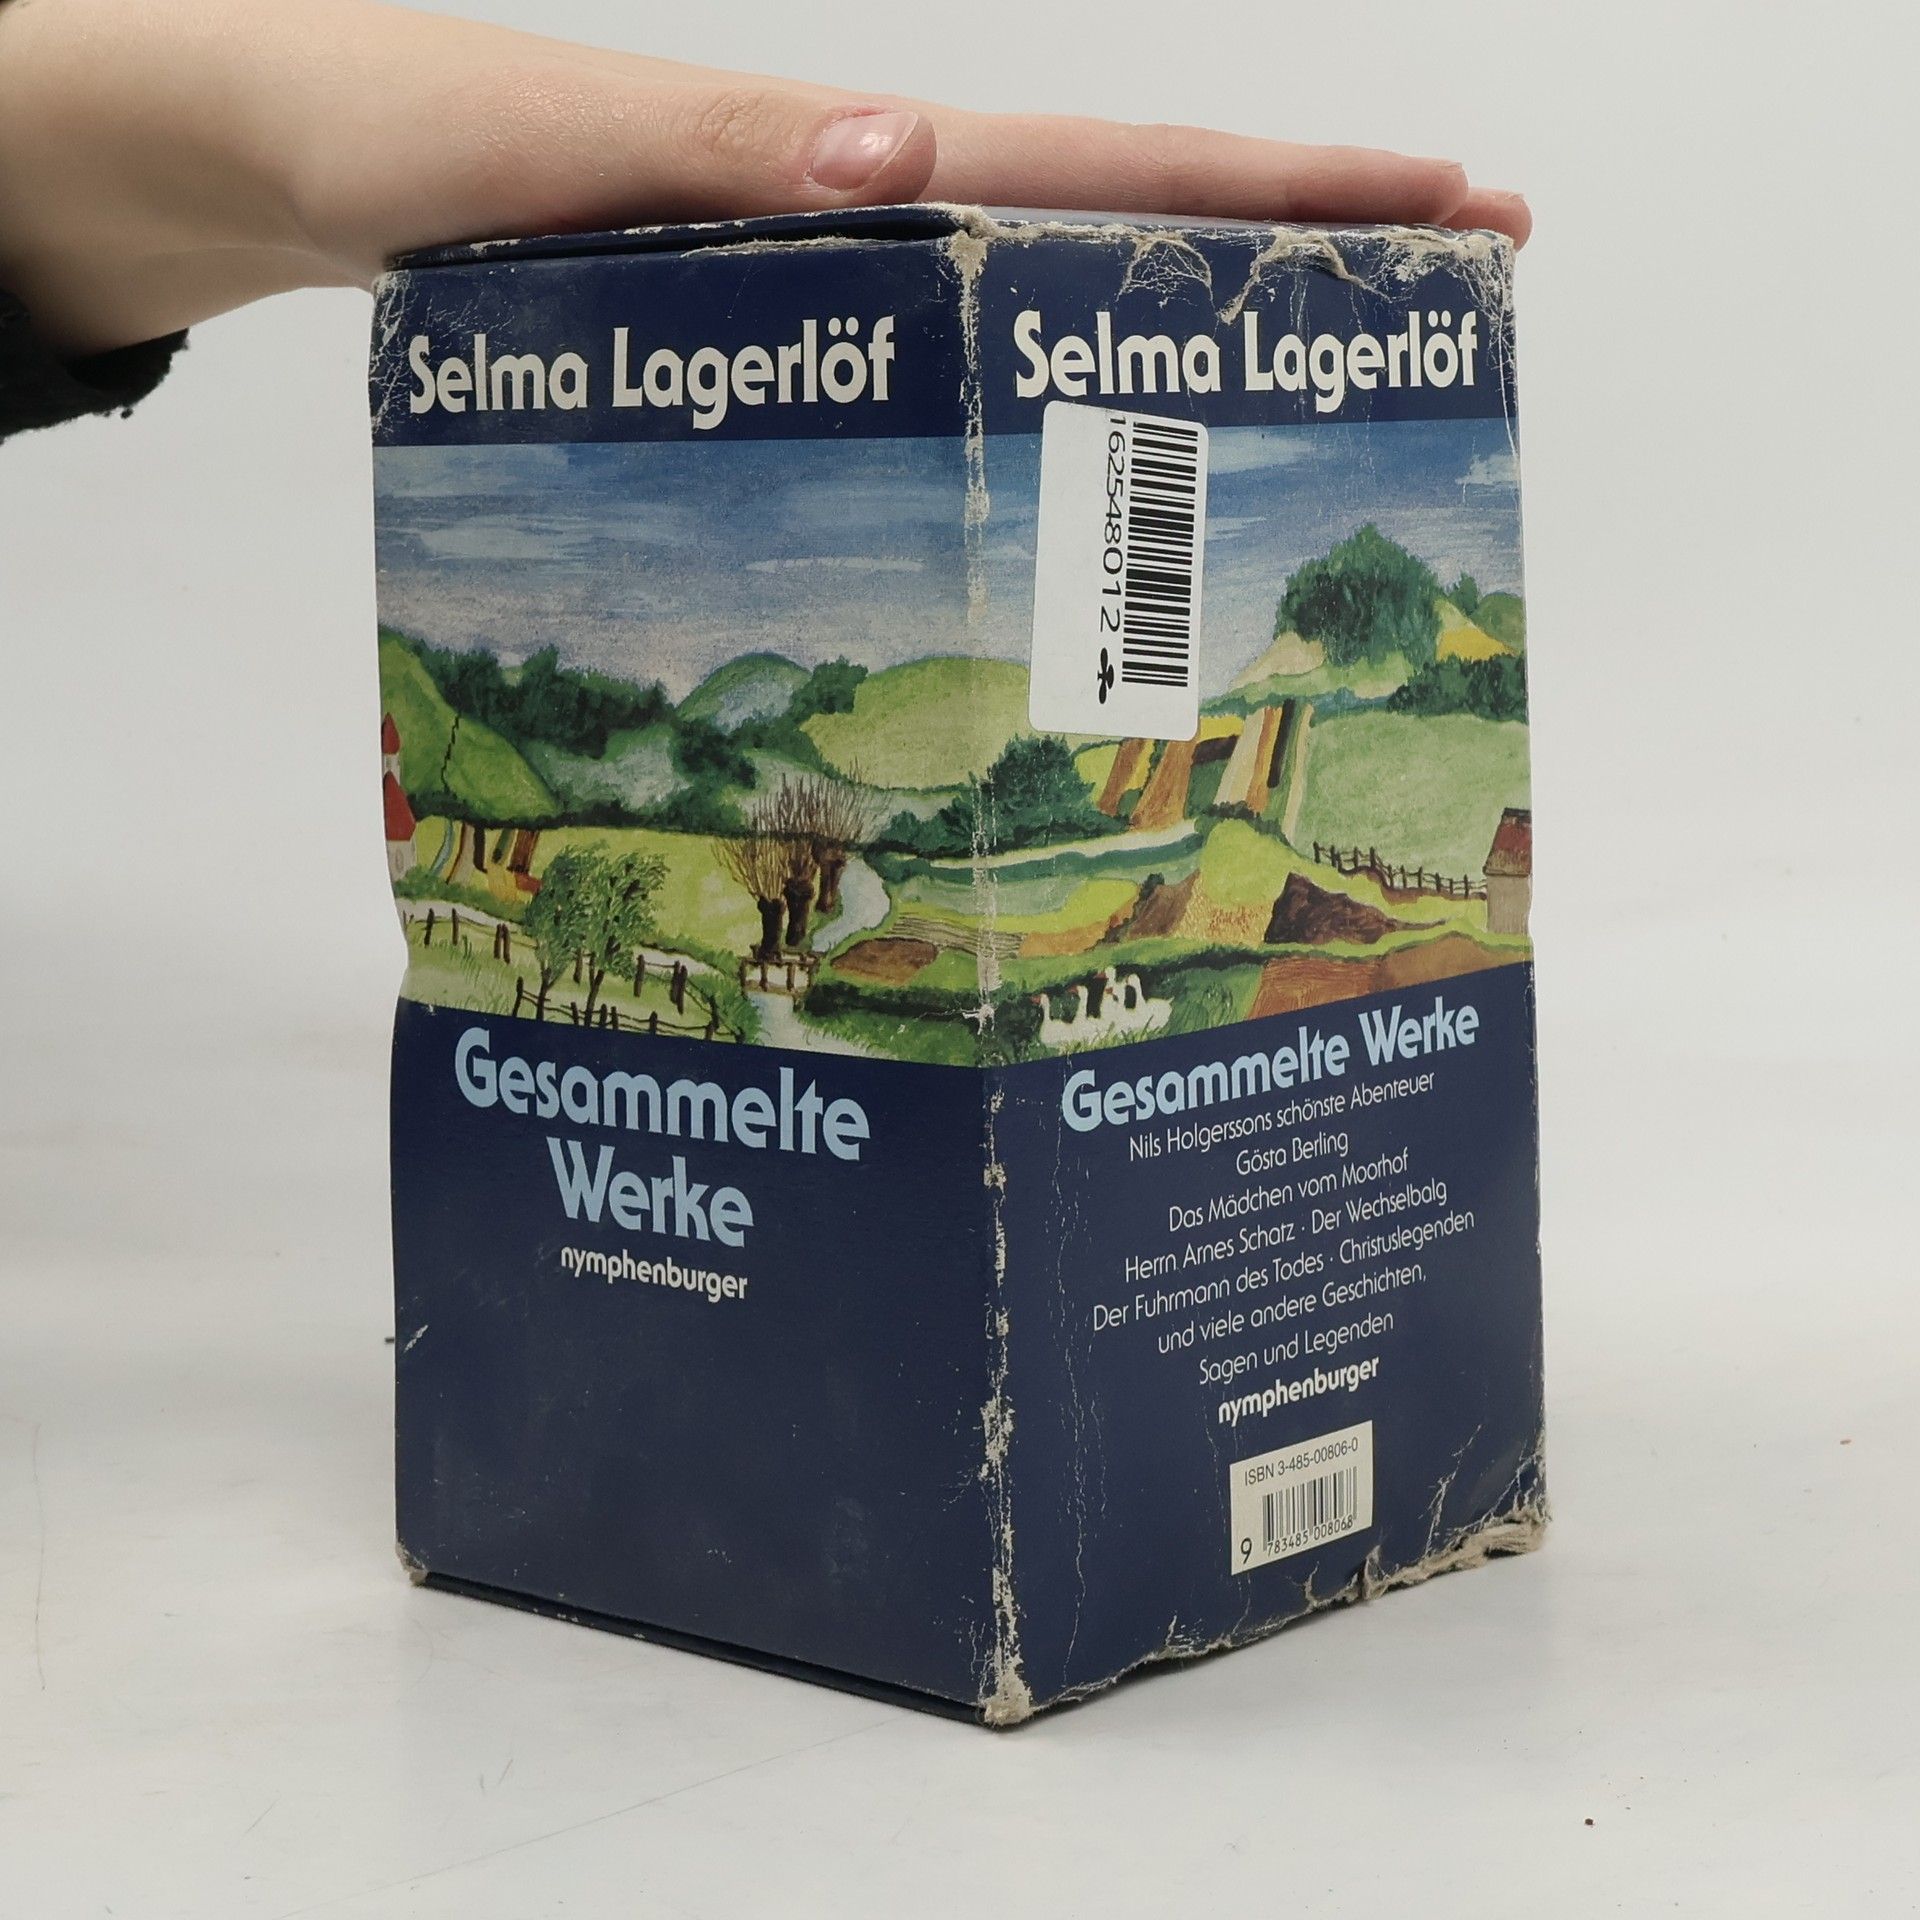 Selma Lagerlöf
Gesammelte
Werke
nymphenburger
Selma Lagerlöf
162548012
Gesammelte Werke
Nils Holgerssons schönste Abenteuer
Gösta Berling
Das Mädchen vom Moorhof
Herrn Arnes Schatz · Der Wechselbalg
Der Fuhrmann des Todes · Christuslegenden
und viele andere Geschichten,
Sagen und Legenden
nymphenburger
ISBN 3-485-00806-0
9 783485 008068